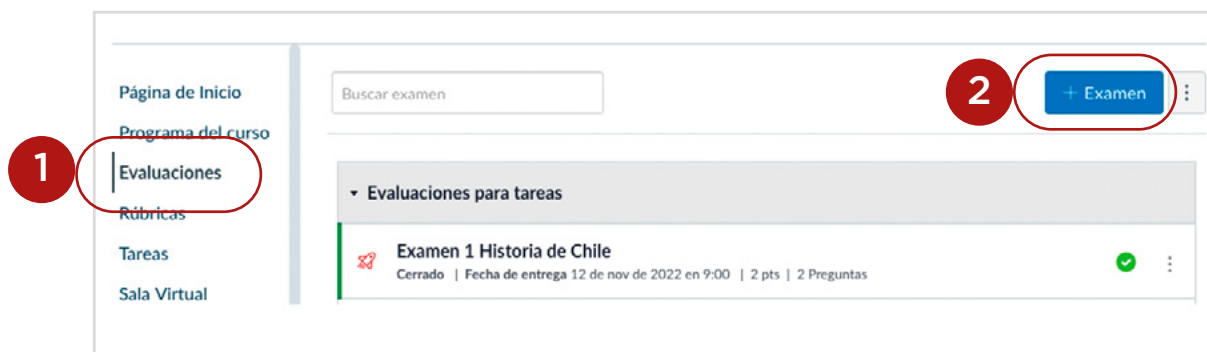 Página de Inicio
Programa del curso
1
Evaluaciones
Rúbricas
Tareas
Sala Virtual
Buscar examen
2
+ Examen
Evaluaciones para tareas
Examen 1 Historia de Chile
Cerrado | Fecha de entrega 12 de nov de 2022 en 9:00 | 2 pts | 2 Preguntas